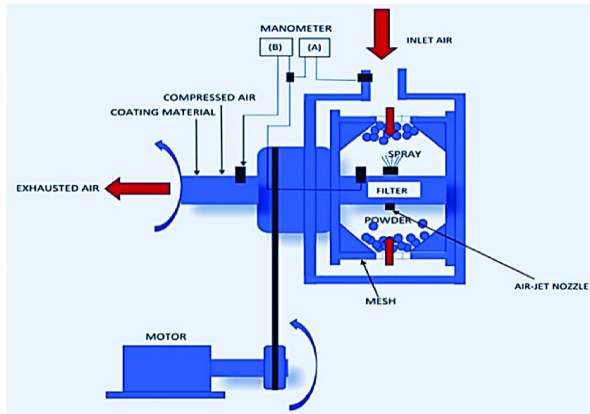 MANOMETER
(B) (A)
INLET AIR
COMPRESSED AIR
COATING MATERIAL
SPRAY
EXHAUSTED AIR
FILTER
POWDER
AIR-JET NOZZLE
MESH
MOTOR